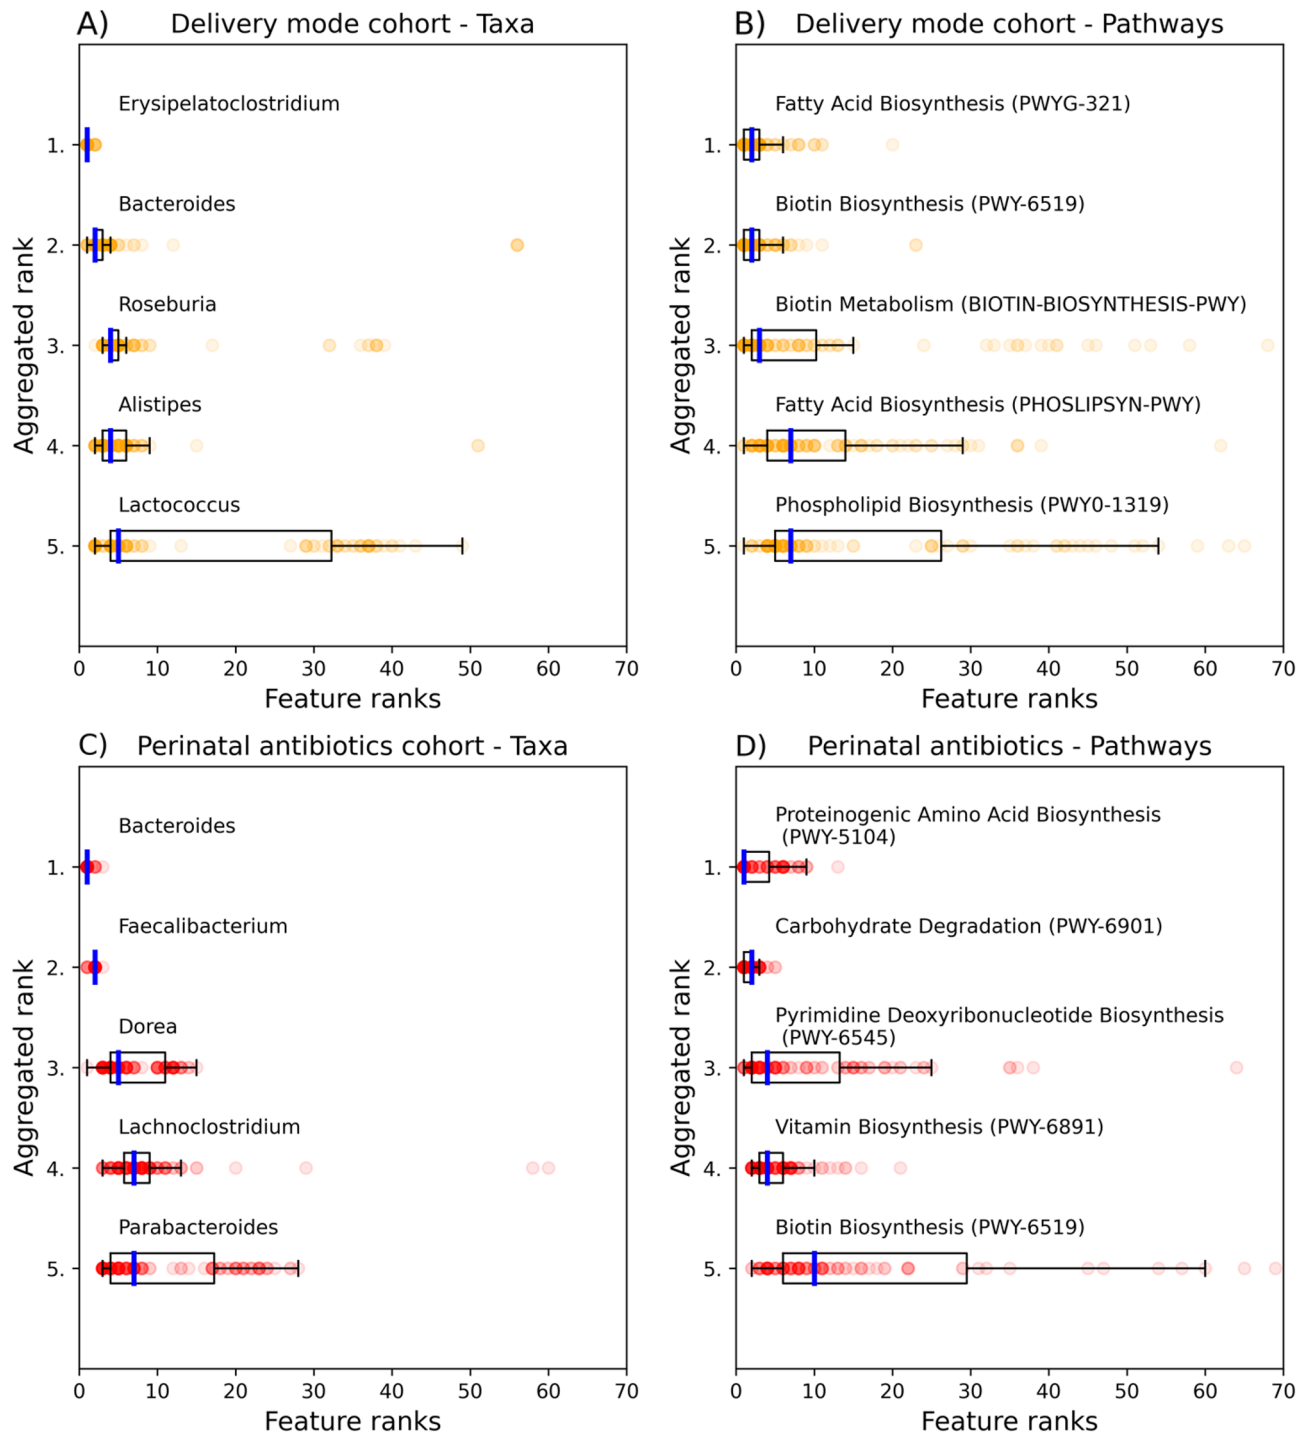 A) Delivery mode cohort - Taxa
Aggregated rank
Erysipelatoclostridium
1.
Bacteroides
2.
Roseburia
3.
Alistipes
4.
Lactococcus
5.
0 10 20 30 40 50 60 70
Feature ranks
B) Delivery mode cohort - Pathways
Aggregated rank
Fatty Acid Biosynthesis (PWYG-321)
1.
Biotin Biosynthesis (PWY-6519)
2.
Biotin Metabolism (BIOTIN-BIOSYNTHESIS-PWY)
3.
Fatty Acid Biosynthesis (PHOSLIPSYN-PWY)
4.
Phospholipid Biosynthesis (PWY0-1319)
5.
0 10 20 30 40 50 60 70
Feature ranks
C) Perinatal antibiotics cohort - Taxa
Aggregated rank
Bacteroides
1.
Faecalibacterium
2.
Dorea
3.
Lachnoclostridium
4.
Parabacteroides
5.
0 10 20 30 40 50 60 70
Feature ranks
D) Perinatal antibiotics - Pathways
Aggregated rank
Proteinogenic Amino Acid Biosynthesis
(PWY-5104)
1.
Carbohydrate Degradation (PWY-6901)
2.
Pyrimidine Deoxyribonucleotide Biosynthesis
(PWY-6545)
3.
Vitamin Biosynthesis (PWY-6891)
4.
Biotin Biosynthesis (PWY-6519)
5.
0 10 20 30 40 50 60 70
Feature ranks